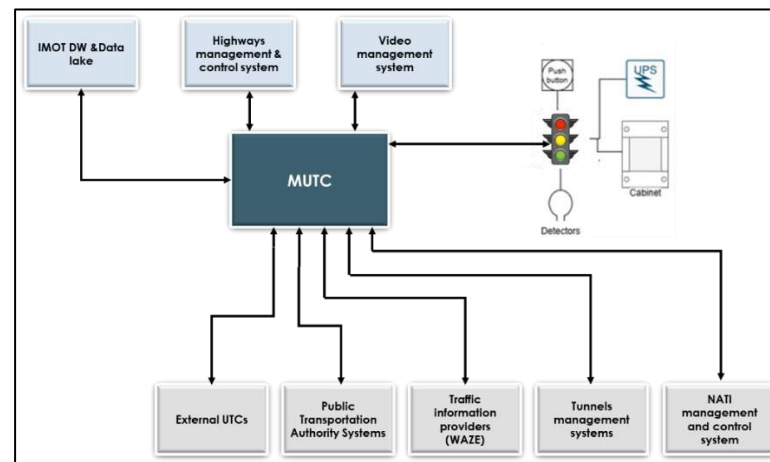 IMOT DW &Data
lake
Highways
management &
control system
Video
management
system
Push
button
UPS
MUTC
Cabinet
Detectors
External UTCs
Public
Transportation
Authority Systems
Traffic
information
providers
(WAZE)
Tunnels
management
systems
NATI
management
and control
system